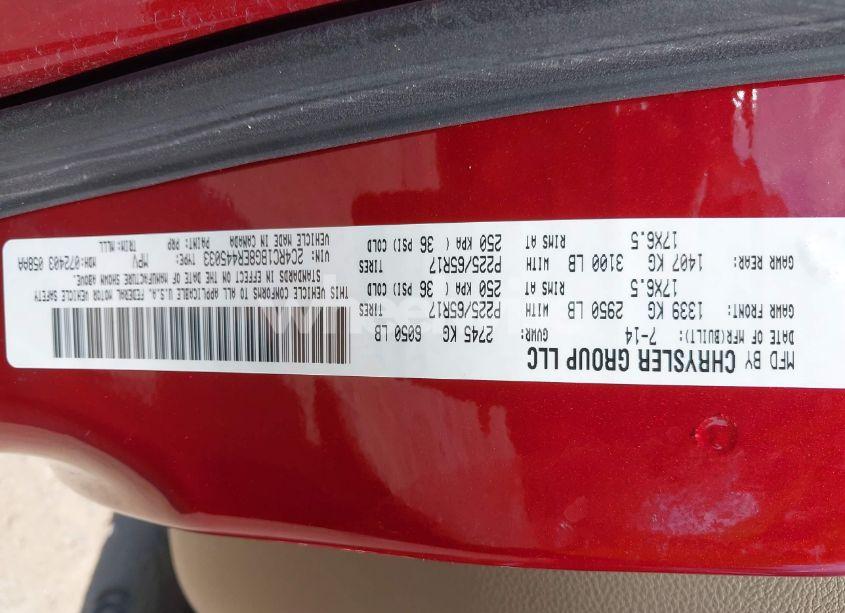 MFD BY CHRYSLER GROUP LLC
DATE OF MFR(BUILT): 7-14 GVWR: 2745 KG 6050 LB
GAWR FRONT: 1339 KG 2950 LB WITH P225/65R17 TIRES
17X6.5 RIMS AT 250 KPA ( 36 PSI) COLD
GAWR REAR: 1407 KG 3100 LB WITH P225/65R17 TIRES
17X6.5 RIMS AT 250 KPA ( 36 PSI) COLD
THIS VEHICLE CONFORMS TO ALL APPLICABLE U.S.A. FEDERAL MOTOR VEHICLE SAFETY
STANDARDS IN EFFECT ON THE DATE OF MANUFACTURE SHOWN ABOVE.
VIN: 2C4RC1BG8ER445033 TYPE: MPV MDH:072403 058AA
VEHICLE MADE IN CANADA PAINT: PRP TRIM:MLLL